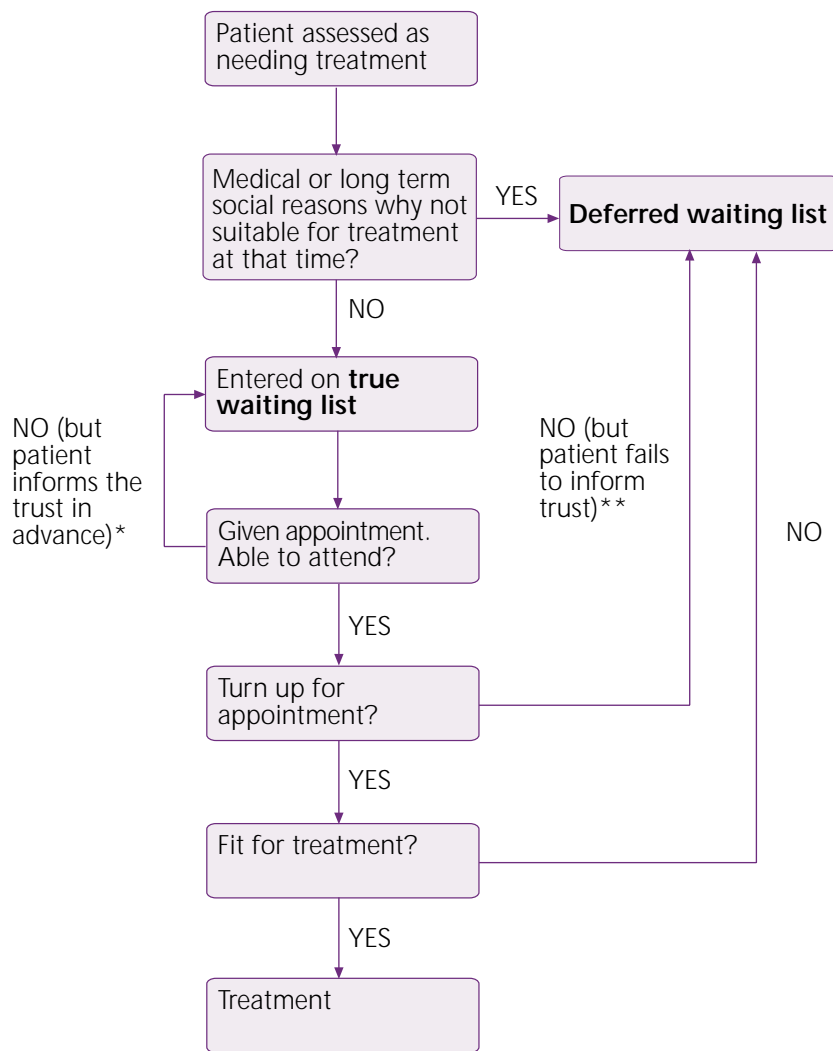 Patient assessed as
needing treatment
Medical or long term
social reasons why not
suitable for treatment
at that time?
YES
Deferred waiting list
NO
Entered on true
waiting list
NO (but
patient
informs the
trust in
advance)*
NO (but
patient fails
to inform
trust)**
NO
Given appointment.
Able to attend?
YES
Turn up for
appointment?
YES
Fit for treatment?
YES
Treatment